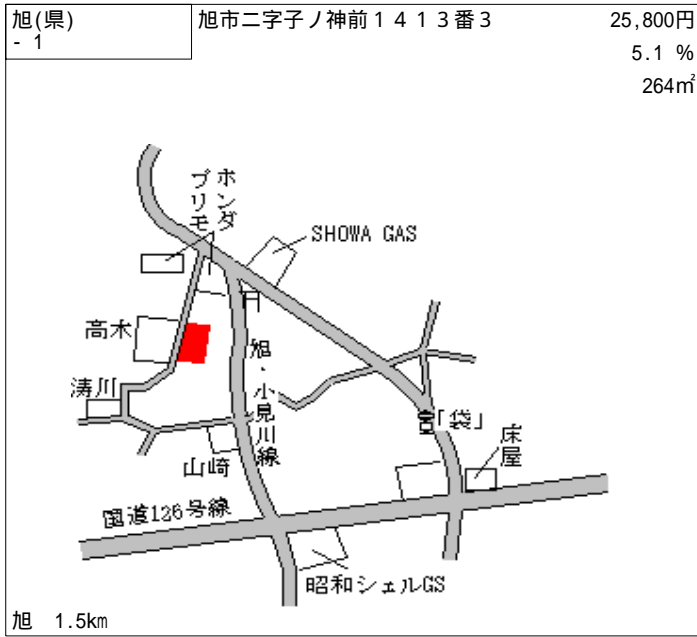 旭(県)
- 1
旭市二字子ノ神前１４１３番３
25,800円
5.1 %
264㎡
ホンダ
プリモ
SHOWA GAS
高木
旭・小見川線
涛川
「袋」
床屋
山崎
国道126号線
昭和シェルGS
旭 1.5km